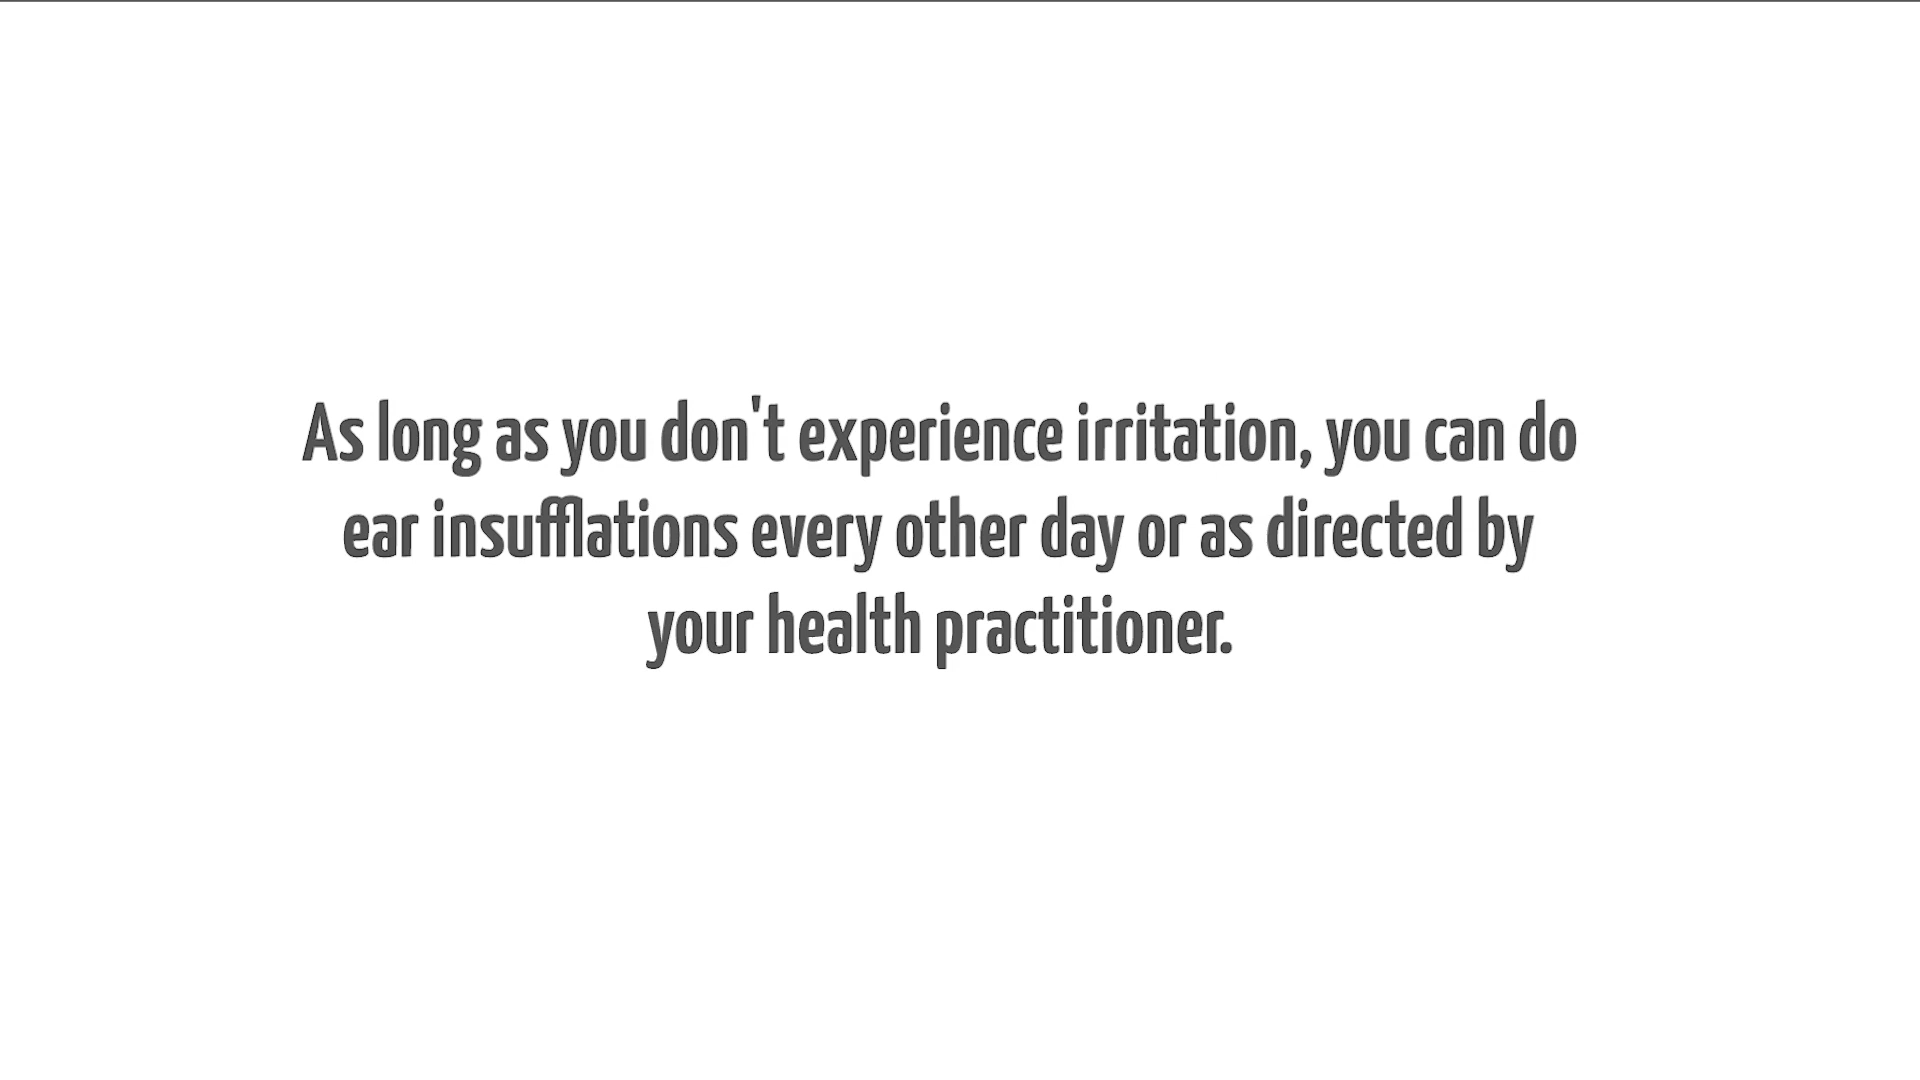 As long as you don't experience irritation, you can do
ear insufflations every other day or as directed by
your health practitioner.